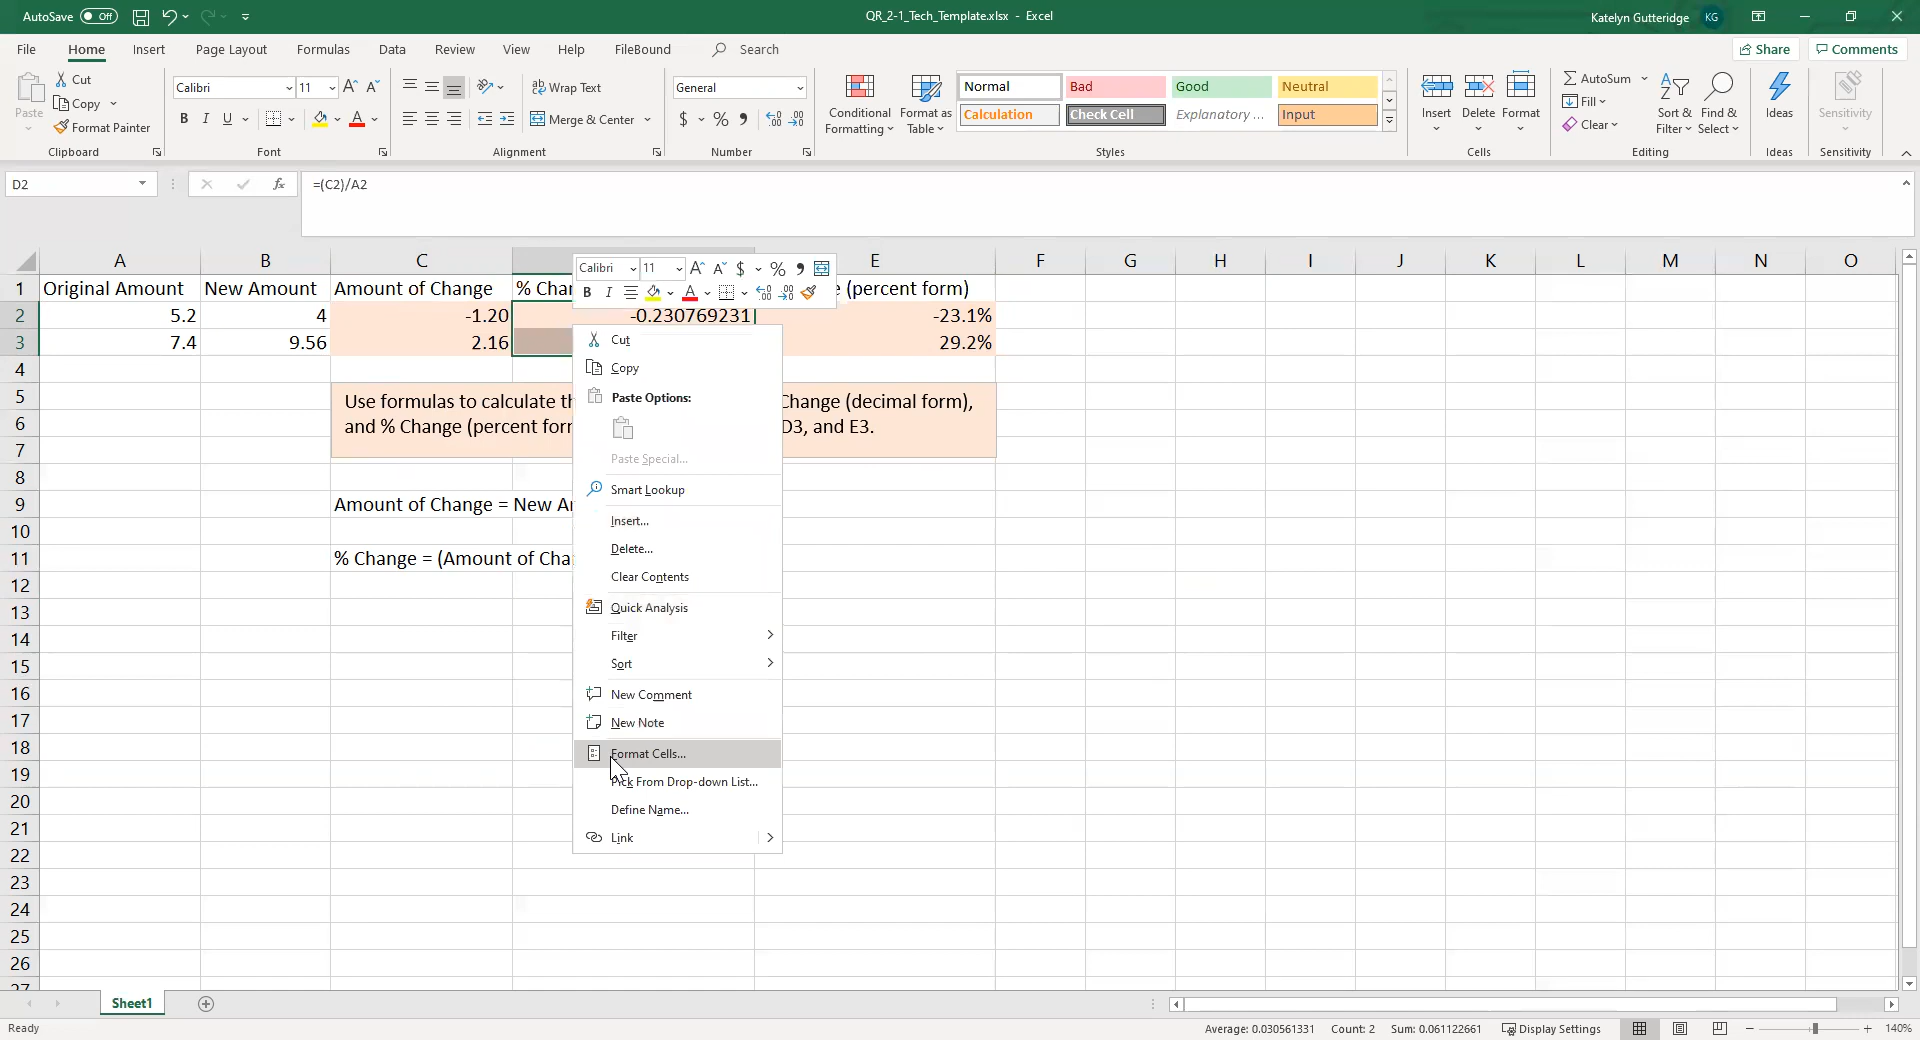 AutoSave Off
QR_2-1_Tech_Template.xlsx - Excel
Katelyn Gutteridge KG
File Home Insert Page Layout Formulas Data Review View Help FileBound Search
Share Comments
Paste
Cut
Copy
Format Painter
Clipboard
Calibri 11
B I U
Font
Wrap Text
Merge & Center
Alignment
General
$ % ,
Number
Conditional Formatting
Format as Table
Normal Bad Good Neutral
Calculation Check Cell Explanatory ... Input
Styles
Insert Delete Format
Cells
AutoSum
Fill
Clear
Sort & Filter
Find & Select
Editing
Ideas
Ideas
Sensitivity
Sensitivity
D2
fx
=(C2)/A2
A B C E F G H I J K L M N O
1 Original Amount New Amount Amount of Change % Char (percent form)
2 5.2 4 -1.20 -0.230769231 -23.1%
3 7.4 9.56 2.16 29.2%
4
5
6
7
Use formulas to calculate th Change (decimal form),
and % Change (percent forn D3, and E3.
8
9 Amount of Change = New Ar
10
11 % Change = (Amount of Cha
12
13
14
15
16
17
18
19
20
21
22
23
24
25
26
27
Calibri 11 A A $ % ,
B I A
Cut
Copy
Paste Options:
Paste Special...
Smart Lookup
Insert...
Delete...
Clear Contents
Quick Analysis
Filter
Sort
New Comment
New Note
Format Cells...
Pick From Drop-down List...
Define Name...
Link
Sheet1
Ready
Average: 0.030561331 Count: 2 Sum: 0.061122661 Display Settings 140%